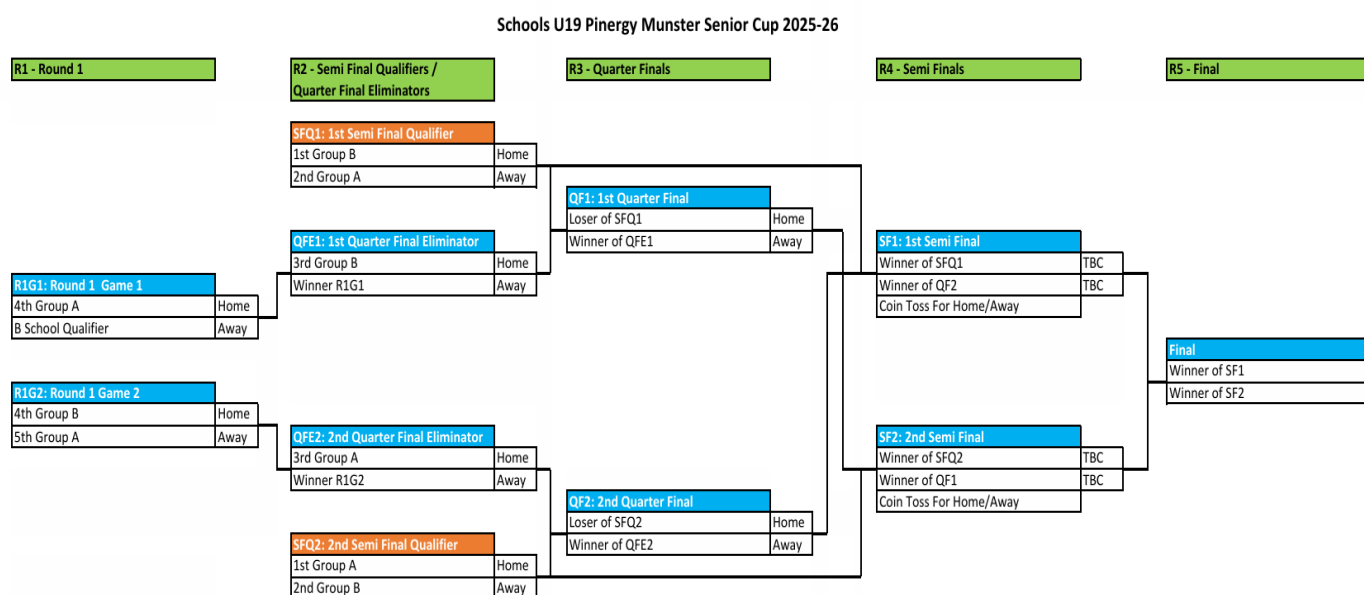 Schools U19 Pinergy Munster Senior Cup 2025-26
R1 - Round 1
R2 - Semi Final Qualifiers /
Quarter Final Eliminators
R3 - Quarter Finals
R4 - Semi Finals
R5 - Final
SFQ1: 1st Semi Final Qualifier
1st Group B Home
2nd Group A Away
QF1: 1st Quarter Final
Loser of SFQ1 Home
Winner of QFE1 Away
QFE1: 1st Quarter Final Eliminator
3rd Group B Home
Winner R1G1 Away
SF1: 1st Semi Final
Winner of SFQ1 TBC
Winner of QF2 TBC
Coin Toss For Home/Away
R1G1: Round 1 Game 1
4th Group A Home
B School Qualifier Away
Final
Winner of SF1
Winner of SF2
R1G2: Round 1 Game 2
4th Group B Home
5th Group A Away
QFE2: 2nd Quarter Final Eliminator
3rd Group A Home
Winner R1G2 Away
SF2: 2nd Semi Final
Winner of SFQ2 TBC
Winner of QF1 TBC
Coin Toss For Home/Away
QF2: 2nd Quarter Final
Loser of SFQ2 Home
Winner of QFE2 Away
SFQ2: 2nd Semi Final Qualifier
1st Group A Home
2nd Group B Away